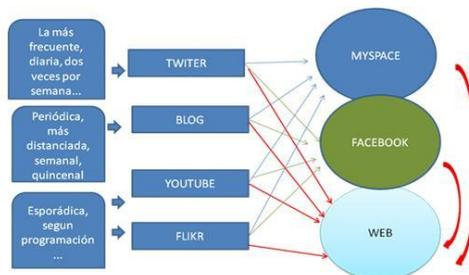 La más
frecuente,
diaria, dos
veces por
semana...
TWITER
MYSPACE
Periódica,
más
distanciada,
semanal,
quincenal
BLOG
FACEBOOK
YOUTUBE
Esporádica,
segun
programación
...
FLIKR
WEB